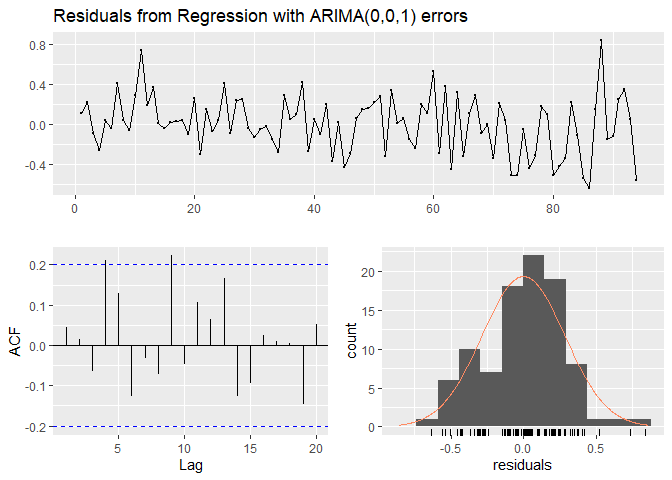 Residuals from Regression with ARIMA(0,0,1) errors
0.8
0.4
0.0
-0.4
0 20 40 60 80
ACF
0.2
0.1
0.0
-0.1
-0.2
5 10 15 20
Lag
count
20
15
10
5
0
-0.5 0.0 0.5
residuals